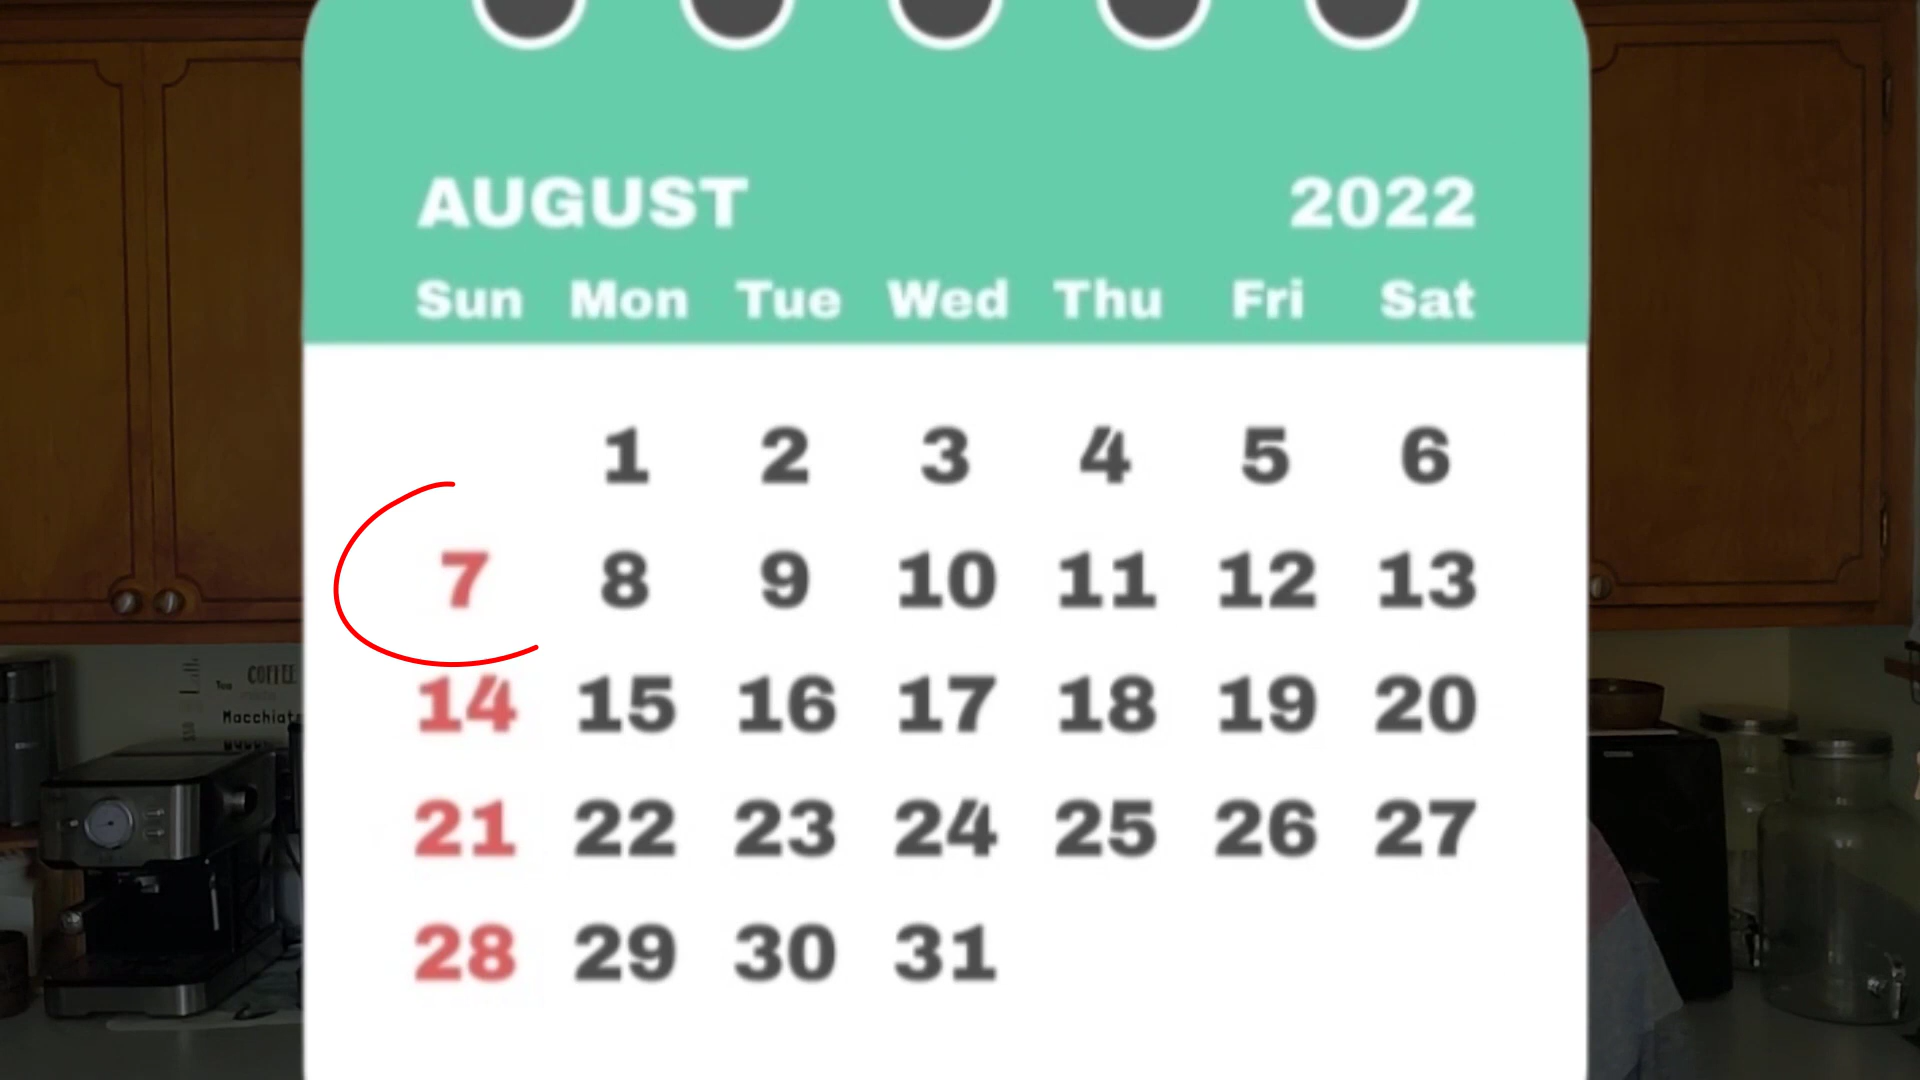 AUGUST 2022
Sun Mon Tue Wed Thu Fri Sat
1 2 3 4 5 6
7 8 9 10 11 12 13
14 15 16 17 18 19 20
21 22 23 24 25 26 27
28 29 30 31
COFFEE
Macchiat